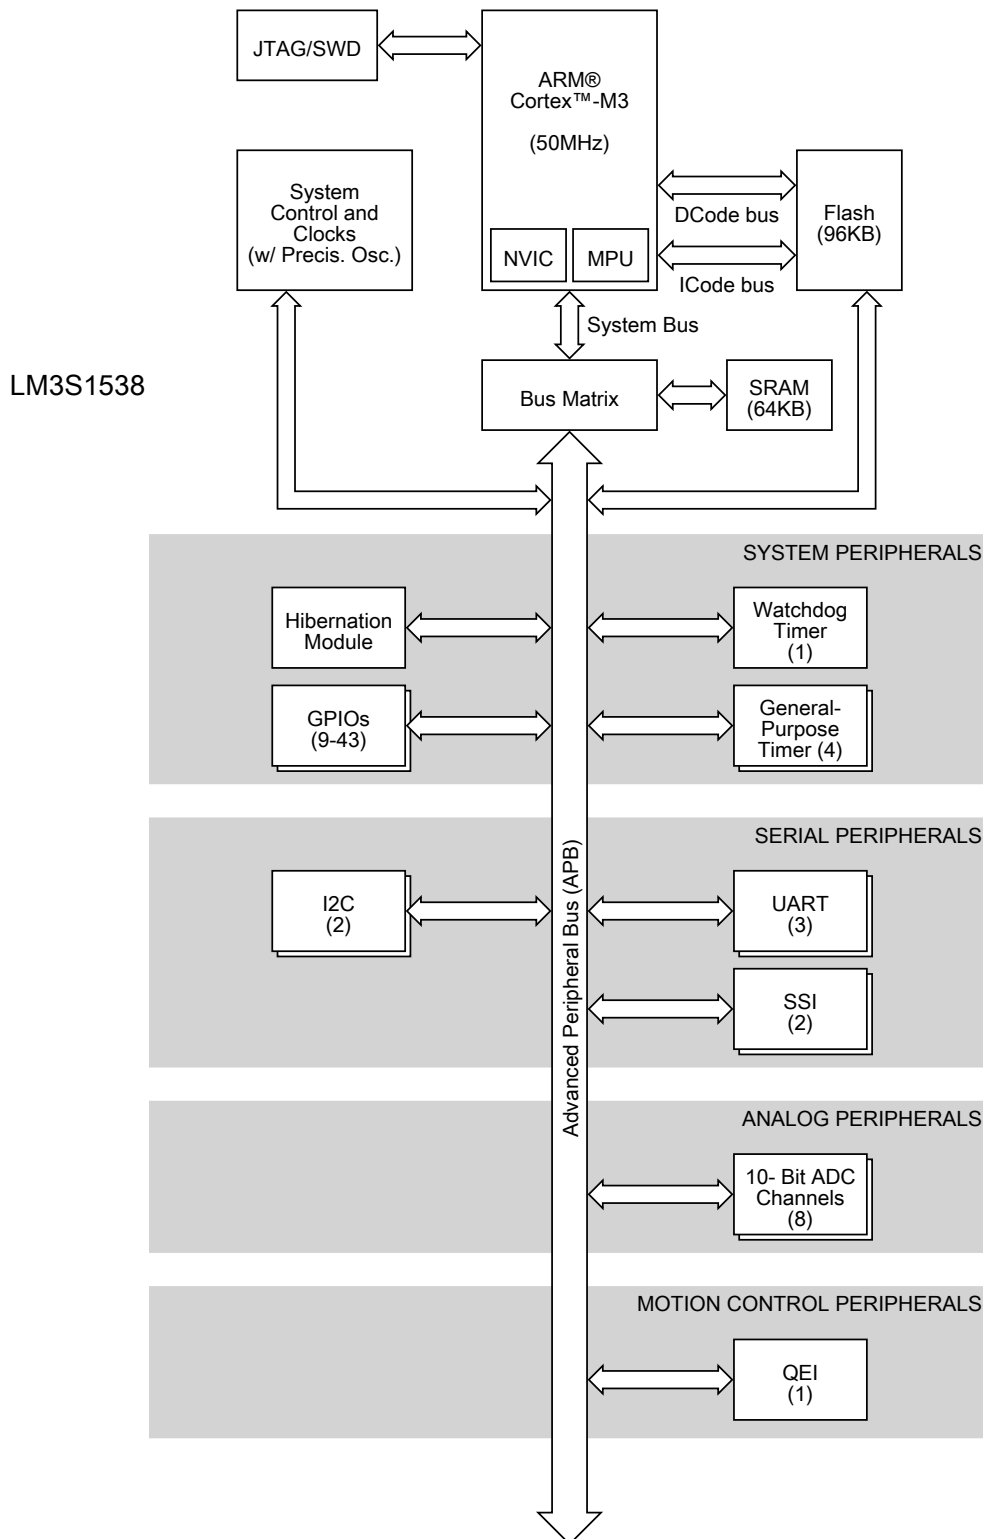 JTAG/SWD
ARM®
Cortex™-M3
(50MHz)
NVIC
MPU
System
Control and
Clocks
(w/ Precis. Osc.)
DCode bus
ICode bus
Flash
(96KB)
System Bus
LM3S1538
Bus Matrix
SRAM
(64KB)
SYSTEM PERIPHERALS
Hibernation
Module
Watchdog
Timer
(1)
GPIOs
(9-43)
General-
Purpose
Timer (4)
Advanced Peripheral Bus (APB)
SERIAL PERIPHERALS
I2C
(2)
UART
(3)
SSI
(2)
ANALOG PERIPHERALS
10- Bit ADC
Channels
(8)
MOTION CONTROL PERIPHERALS
QEI
(1)